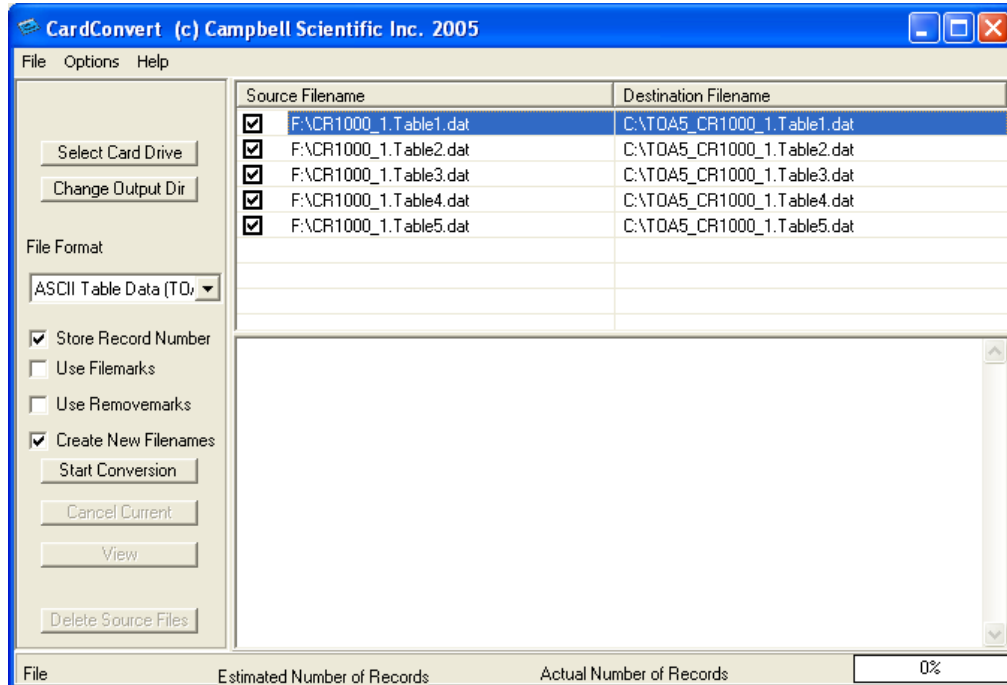 CardConvert (c) Campbell Scientific Inc. 2005
File Options Help
Source Filename Destination Filename
F:\CR1000_1.Table1.dat C:\TOA5_CR1000_1.Table1.dat
F:\CR1000_1.Table2.dat C:\TOA5_CR1000_1.Table2.dat
F:\CR1000_1.Table3.dat C:\TOA5_CR1000_1.Table3.dat
F:\CR1000_1.Table4.dat C:\TOA5_CR1000_1.Table4.dat
F:\CR1000_1.Table5.dat C:\TOA5_CR1000_1.Table5.dat
Select Card Drive
Change Output Dir
File Format
ASCII Table Data (TO
Store Record Number
Use Filemarks
Use Removemarks
Create New Filenames
Start Conversion
Cancel Current
View
Delete Source Files
File Estimated Number of Records Actual Number of Records 0%